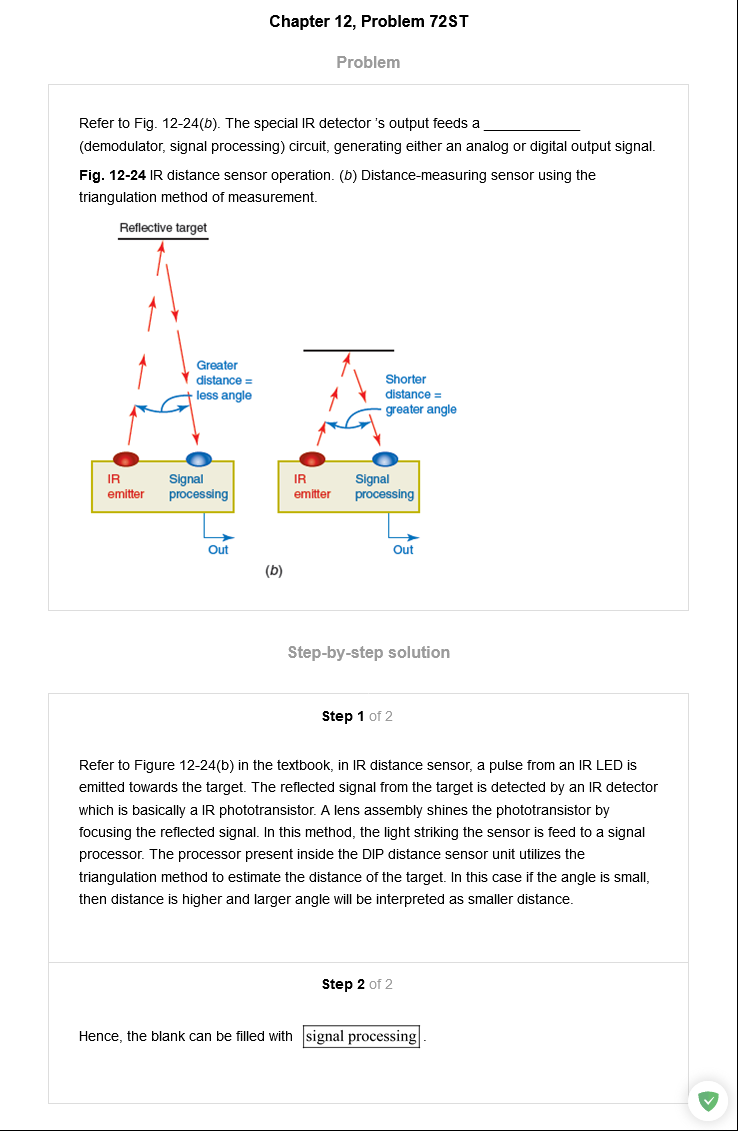 Chapter 12, Problem 72ST
Problem
Refer to Fig. 12-24(b). The special IR detector 's output feeds a ____________
(demodulator, signal processing) circuit, generating either an analog or digital output signal.
Fig. 12-24 IR distance sensor operation. (b) Distance-measuring sensor using the
triangulation method of measurement.
Reflective target
Greater
distance =
less angle
IR
emitter
Signal
processing
Out
Shorter
distance =
greater angle
IR
emitter
Signal
processing
Out
(b)
Step-by-step solution
Step 1 of 2
Refer to Figure 12-24(b) in the textbook, in IR distance sensor, a pulse from an IR LED is
emitted towards the target. The reflected signal from the target is detected by an IR detector
which is basically a IR phototransistor. A lens assembly shines the phototransistor by
focusing the reflected signal. In this method, the light striking the sensor is feed to a signal
processor. The processor present inside the DIP distance sensor unit utilizes the
triangulation method to estimate the distance of the target. In this case if the angle is small,
then distance is higher and larger angle will be interpreted as smaller distance.
Step 2 of 2
Hence, the blank can be filled with signal processing .